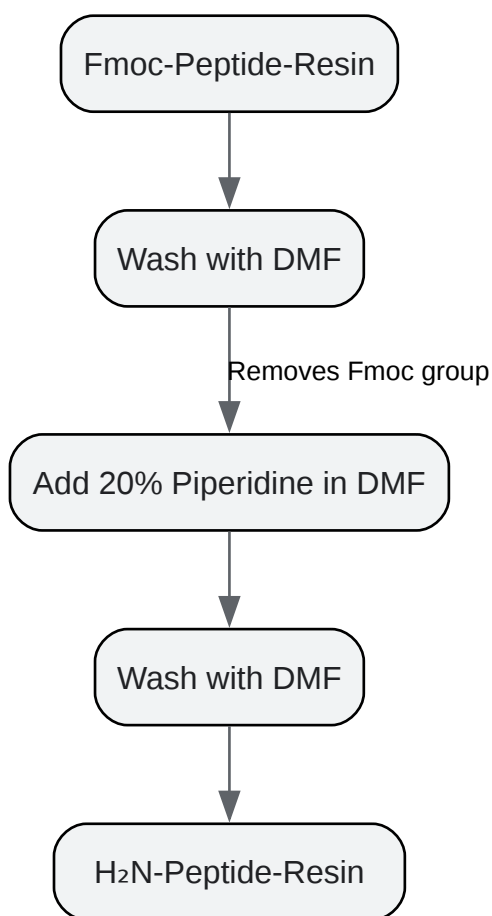 Fmoc-Peptide-Resin
Wash with DMF
Removes Fmoc group
Add 20% Piperidine in DMF
Wash with DMF
H₂N-Peptide-Resin